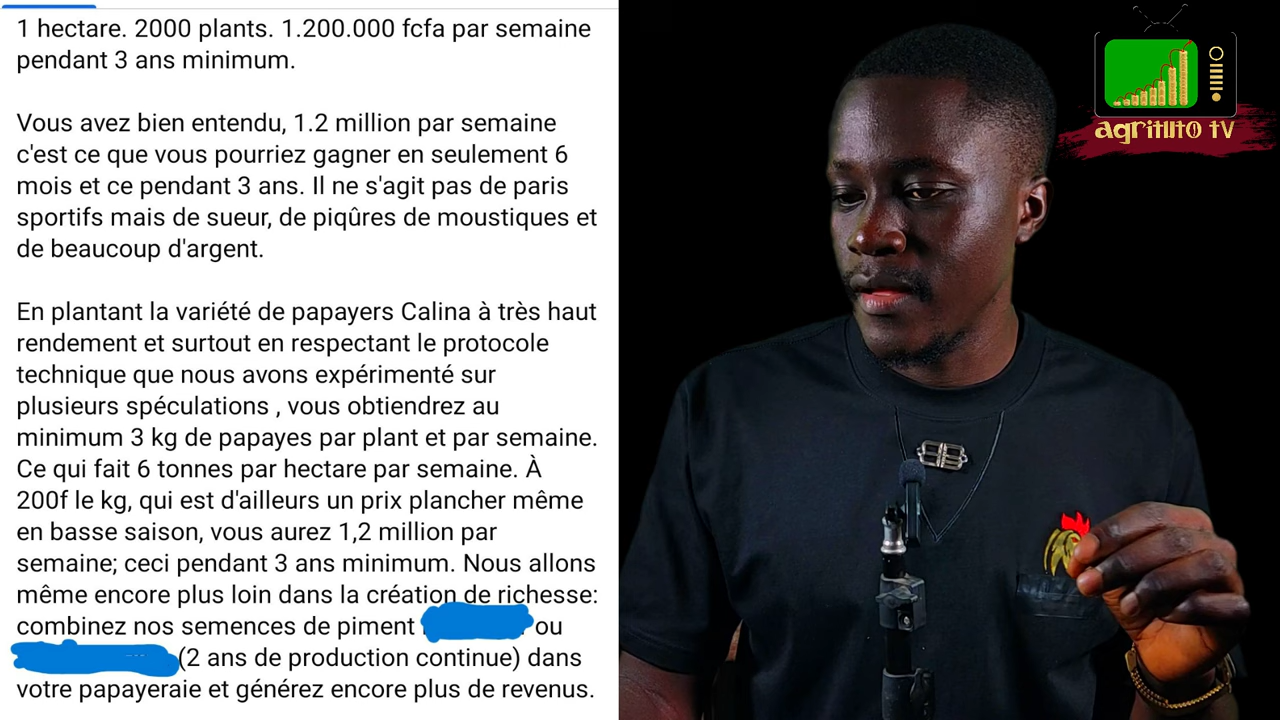 1 hectare. 2000 plants. 1.200.000 fcfa par semaine
pendant 3 ans minimum.
Vous avez bien entendu, 1.2 million par semaine
c'est ce que vous pourriez gagner en seulement 6
mois et ce pendant 3 ans. Il ne s'agit pas de paris
sportifs mais de sueur, de piqûres de moustiques et
de beaucoup d'argent.
En plantant la variété de papayers Calina à très haut
rendement et surtout en respectant le protocole
technique que nous avons expérimenté sur
plusieurs spéculations , vous obtiendrez au
minimum 3 kg de papayes par plant et par semaine.
Ce qui fait 6 tonnes par hectare par semaine. À
200f le kg, qui est d'ailleurs un prix plancher même
en basse saison, vous aurez 1,2 million par
semaine; ceci pendant 3 ans minimum. Nous allons
même encore plus loin dans la création de richesse:
combinez nos semences de piment ou
(2 ans de production continue) dans
votre papayeraie et générez encore plus de revenus.
agritiito tv